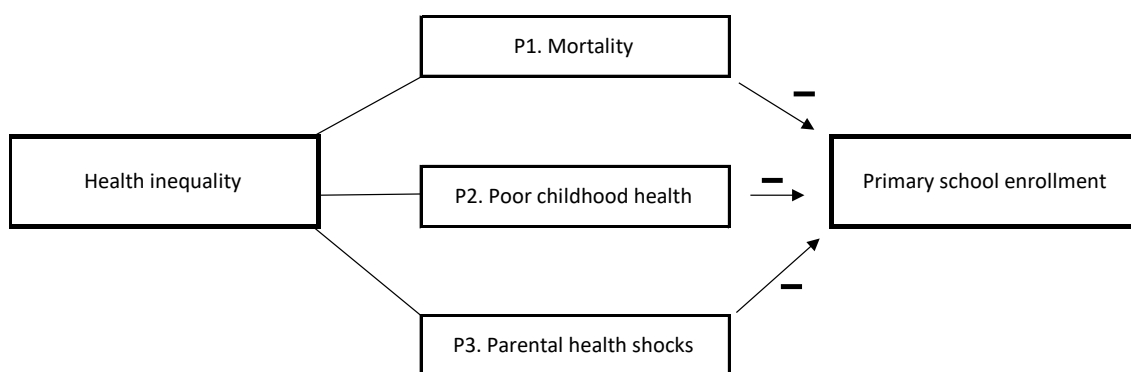 P1. Mortality
−
Health inequality
P2. Poor childhood health
−
Primary school enrollment
−
P3. Parental health shocks